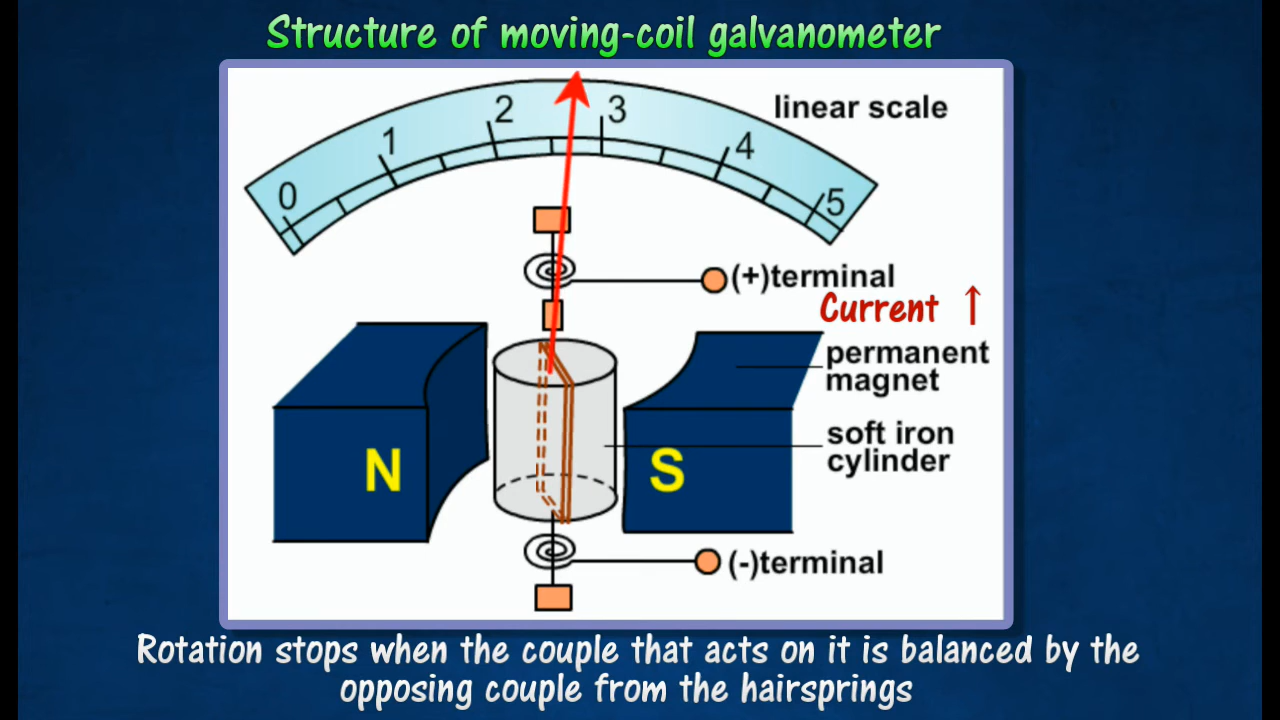 Structure of moving-coil galvanometer
linear scale
0 1 2 3 4 5
(+)terminal
Current ↑
permanent
magnet
soft iron
cylinder
N
S
(-)terminal
Rotation stops when the couple that acts on it is balanced by the
opposing couple from the hairsprings